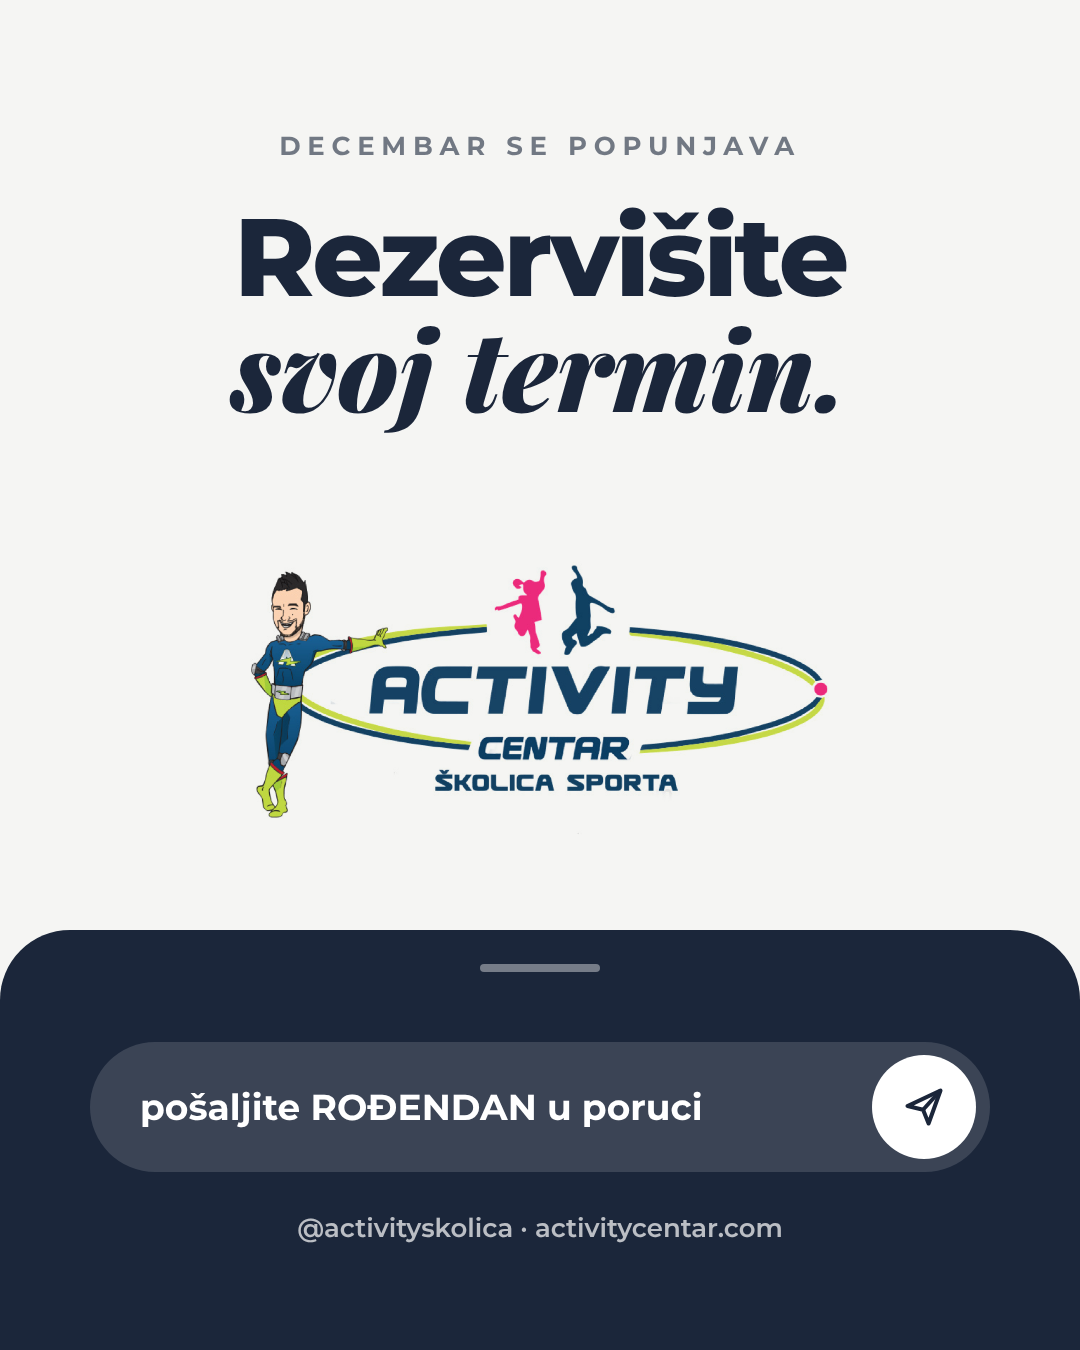 DECEMBAR SE POPUNJAVA
Rezervišite
svoj termin.
ACTIVITY
CENTAR
ŠKOLICA SPORTA
pošaljite ROĐENDAN u poruci
@activityskolica · activitycentar.com